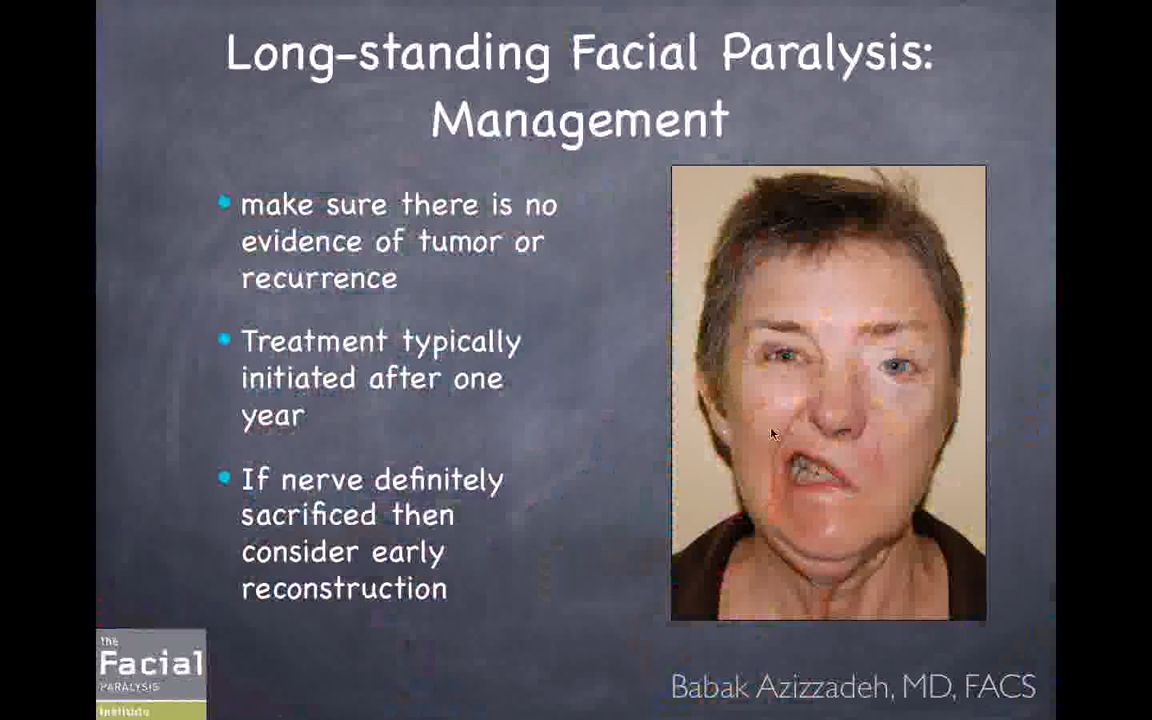 Long-standing Facial Paralysis:
Management
make sure there is no
evidence of tumor or
recurrence
Treatment typically
initiated after one
year
If nerve definitely
sacrificed then
consider early
reconstruction
The
Facial
PARALYSIS
Institute
Babak Azizzadeh, MD, FACS